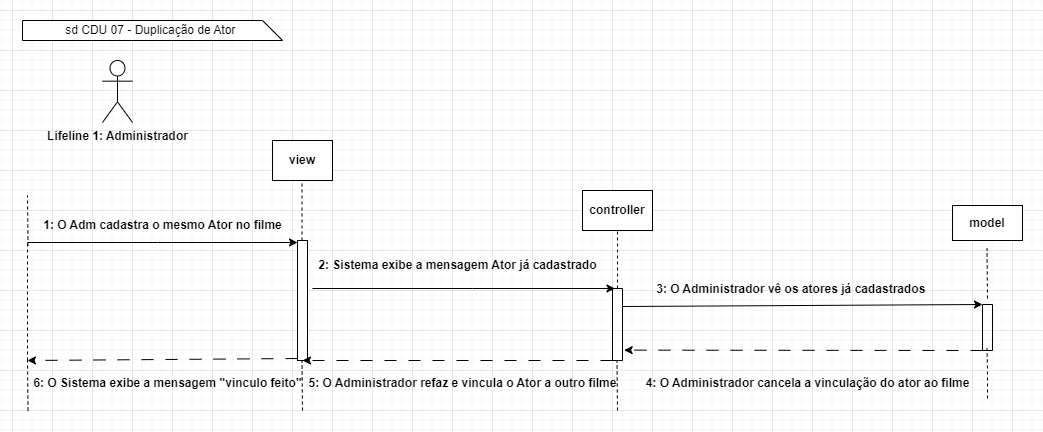 sd CDU 07 - Duplicação de Ator
Lifeline 1: Administrador
view
controller
model
1: O Adm cadastra o mesmo Ator no filme
2: Sistema exibe a mensagem Ator já cadastrado
3: O Administrador vê os atores já cadastrados
6: O Sistema exibe a mensagem "vinculo feito"
5: O Administrador refaz e vincula o Ator a outro filme
4: O Administrador cancela a vinculação do ator ao filme